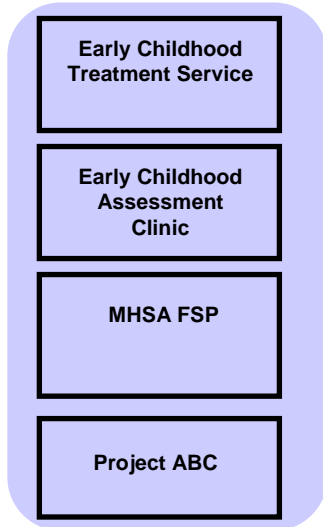 Early Childhood
Treatment Service
Early Childhood
Assessment
Clinic
MHSA FSP
Project ABC